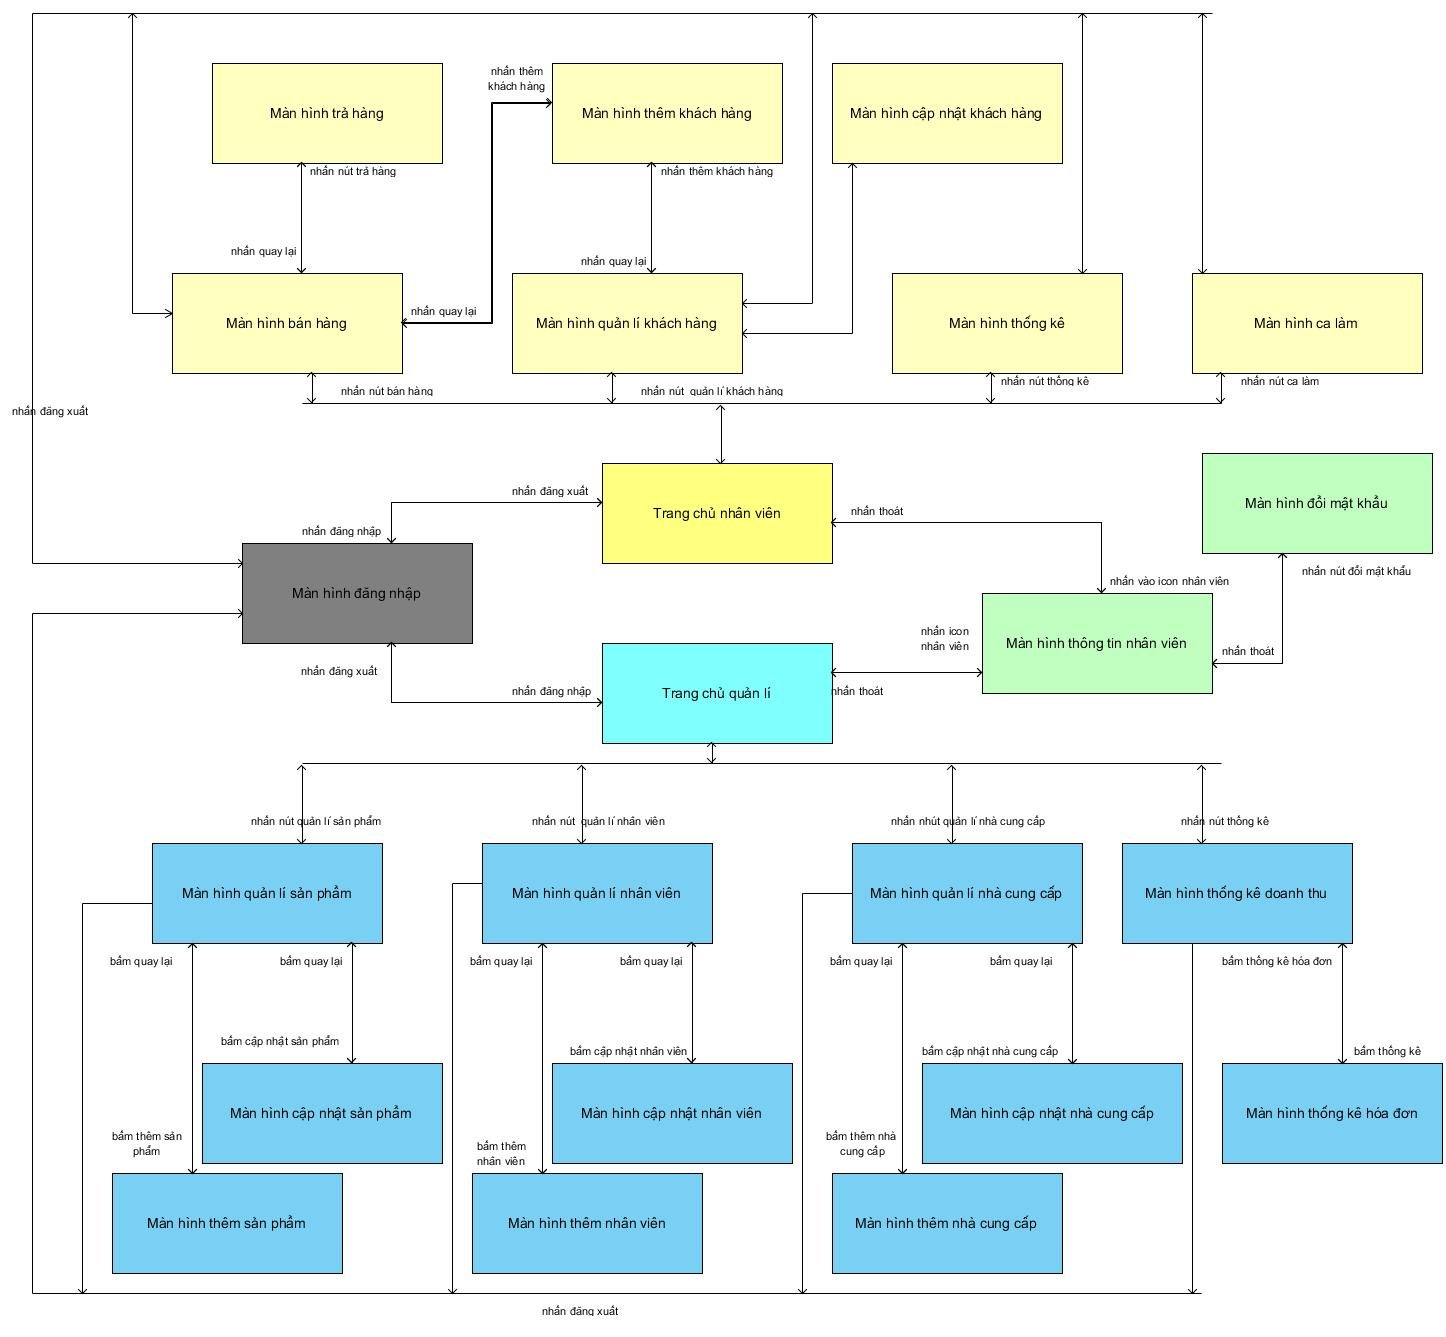 nhấn thêm
khách hàng
Màn hình trả hàng
Màn hình thêm khách hàng
Màn hình cập nhật khách hàng
nhấn nút trả hàng
nhấn thêm khách hàng
nhấn quay lại
nhấn quay lại
nhấn quay lại
Màn hình bán hàng
Màn hình quản lí khách hàng
Màn hình thống kê
Màn hình ca làm
nhấn nút bán hàng
nhấn nút quản lí khách hàng
nhấn nút thống kê
nhấn nút ca làm
nhấn đăng xuất
nhấn đăng xuất
Trang chủ nhân viên
nhấn thoát
Màn hình đổi mật khẩu
nhấn đăng nhập
nhấn nút đổi mật khẩu
nhấn vào icon nhân viên
Màn hình đăng nhập
nhấn icon
nhân viên
Màn hình thông tin nhân viên
nhấn thoát
nhấn đăng xuất
nhấn đăng nhập
Trang chủ quản lí
nhấn thoát
nhấn nút quản lí sản phẩm
nhấn nút quản lí nhân viên
nhấn nhút quản lí nhà cung cấp
nhấn nút thống kê
Màn hình quản lí sản phẩm
Màn hình quản lí nhân viên
Màn hình quản lí nhà cung cấp
Màn hình thống kê doanh thu
bấm quay lại
bấm quay lại
bấm quay lại
bấm quay lại
bấm quay lại
bấm quay lại
bấm thống kê hóa đơn
bấm cập nhật sản phẩm
bấm cập nhật nhân viên
bấm cập nhật nhà cung cấp
bấm thống kê
Màn hình cập nhật sản phẩm
Màn hình cập nhật nhân viên
Màn hình cập nhật nhà cung cấp
Màn hình thống kê hóa đơn
bấm thêm sản
phẩm
bấm thêm
nhân viên
bấm thêm nhà
cung cấp
Màn hình thêm sản phẩm
Màn hình thêm nhân viên
Màn hình thêm nhà cung cấp
nhấn đăng xuất